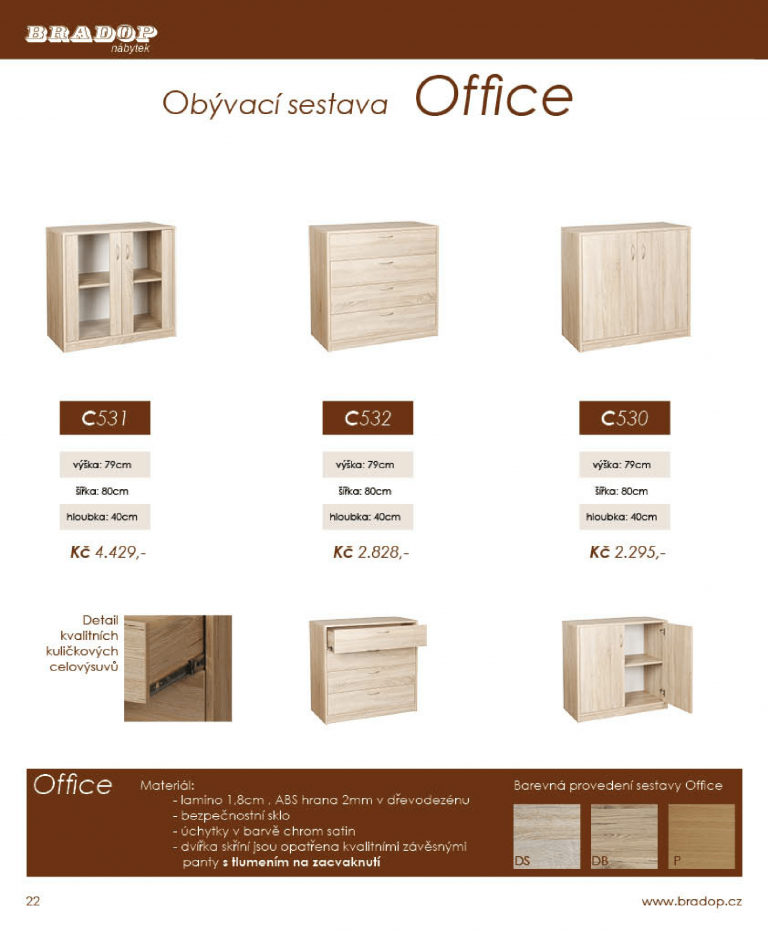 BRADOP
nábytek
Obývací sestava Office
C531
výška: 79cm
šířka: 80cm
hloubka: 40cm
Kč 4.429,-
C532
výška: 79cm
šířka: 80cm
hloubka: 40cm
Kč 2.828,-
C530
výška: 79cm
šířka: 80cm
hloubka: 40cm
Kč 2.295,-
Detail
kvalitních
kuličkových
celovýsuvů
Office
Materiál:
- lamino 1,8cm , ABS hrana 2mm v dřevodezénu
- bezpečnostní sklo
- úchytky v barvě chrom satin
- dvířka skříní jsou opatřena kvalitními závěsnými
panty s tlumením na zacvaknutí
Barevná provedení sestavy Office
DS
DB
P
22
www.bradop.cz